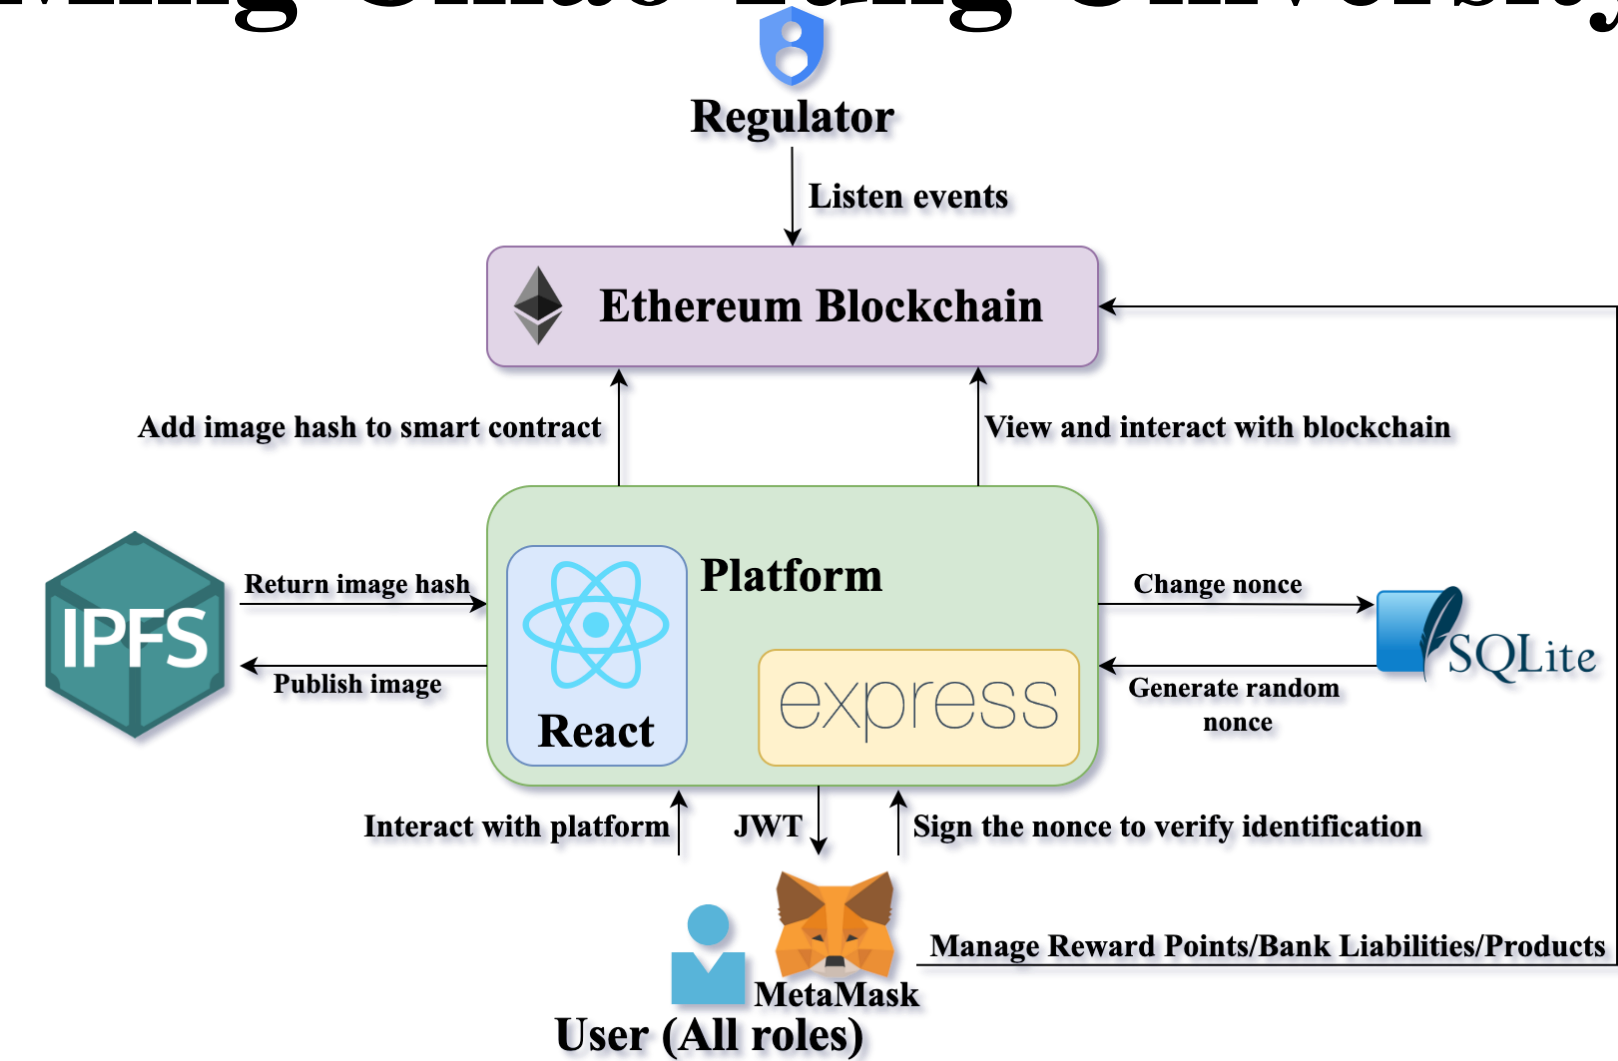 Regulator
Listen events
Ethereum Blockchain
Add image hash to smart contract
View and interact with blockchain
IPFS
Return image hash
Publish image
Platform
React
express
Change nonce
Generate random
nonce
SQLite
Interact with platform
JWT
Sign the nonce to verify identification
Manage Reward Points/Bank Liabilities/Products
MetaMask
User (All roles)